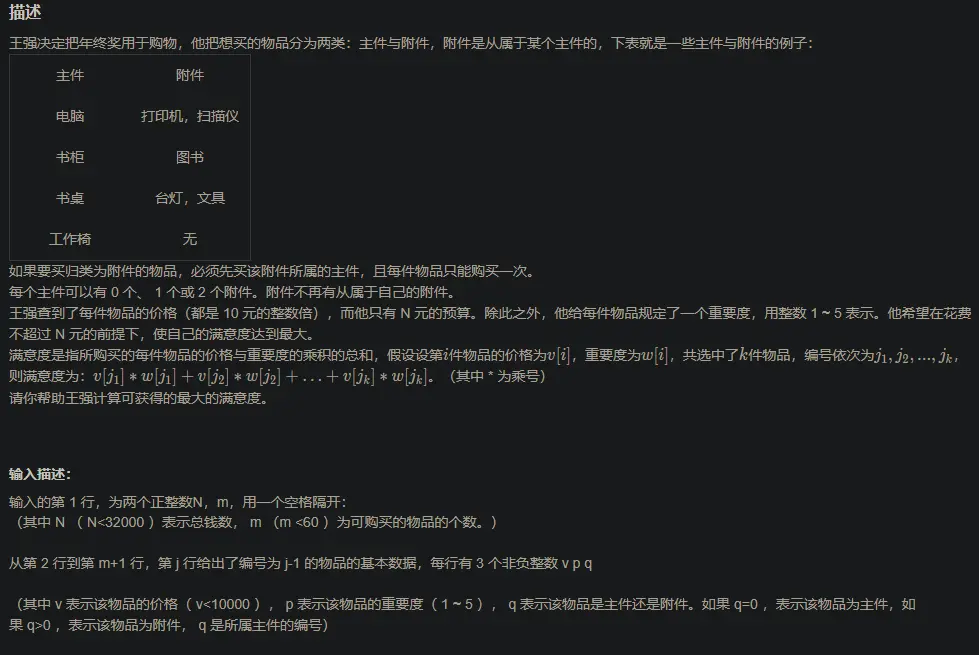 描述
王强决定把年终奖用于购物，他把想买的物品分为两类：主件与附件，附件是从属于某个主件的，下表就是一些主件与附件的例子：
主件 附件
电脑 打印机，扫描仪
书柜 图书
书桌 台灯，文具
工作椅 无
如果要买归类为附件的物品，必须先买该附件所属的主件，且每件物品只能购买一次。
每个主件可以有 0 个、 1 个或 2 个附件。附件不再有从属于自己的附件。
王强查到了每件物品的价格（都是 10 元的整数倍），而他只有 N 元的预算。除此之外，他给每件物品规定了一个重要度，用整数 1 ~ 5 表示。他希望在花费
不超过 N 元的前提下，使自己的满意度达到最大。
满意度是指所购买的每件物品的价格与重要度的乘积的总和，假设设第i件物品的价格为v[i]，重要度为w[i]，共选中了k件物品，编号依次为j₁,j₂,...,jₖ，
则满意度为：v[j₁]∗w[j₁]+v[j₂]∗w[j₂]+…+v[jₖ]∗w[jₖ]。（其中 * 为乘号）
请你帮助王强计算可获得的最大的满意度。
输入描述：
输入的第 1 行，为两个正整数N，m，用一个空格隔开：
（其中 N （ N<32000 ）表示总钱数， m （m <60 ）为可购买的物品的个数。）
从第 2 行到第 m+1 行，第 j 行给出了编号为 j-1 的物品的基本数据，每行有 3 个非负整数 v p q
（其中 v 表示该物品的价格（ v<10000 ）， p 表示该物品的重要度（ 1 ~ 5 ）， q 表示该物品是主件还是附件。如果 q=0 ，表示该物品为主件，如
果 q>0 ，表示该物品为附件， q 是所属主件的编号）